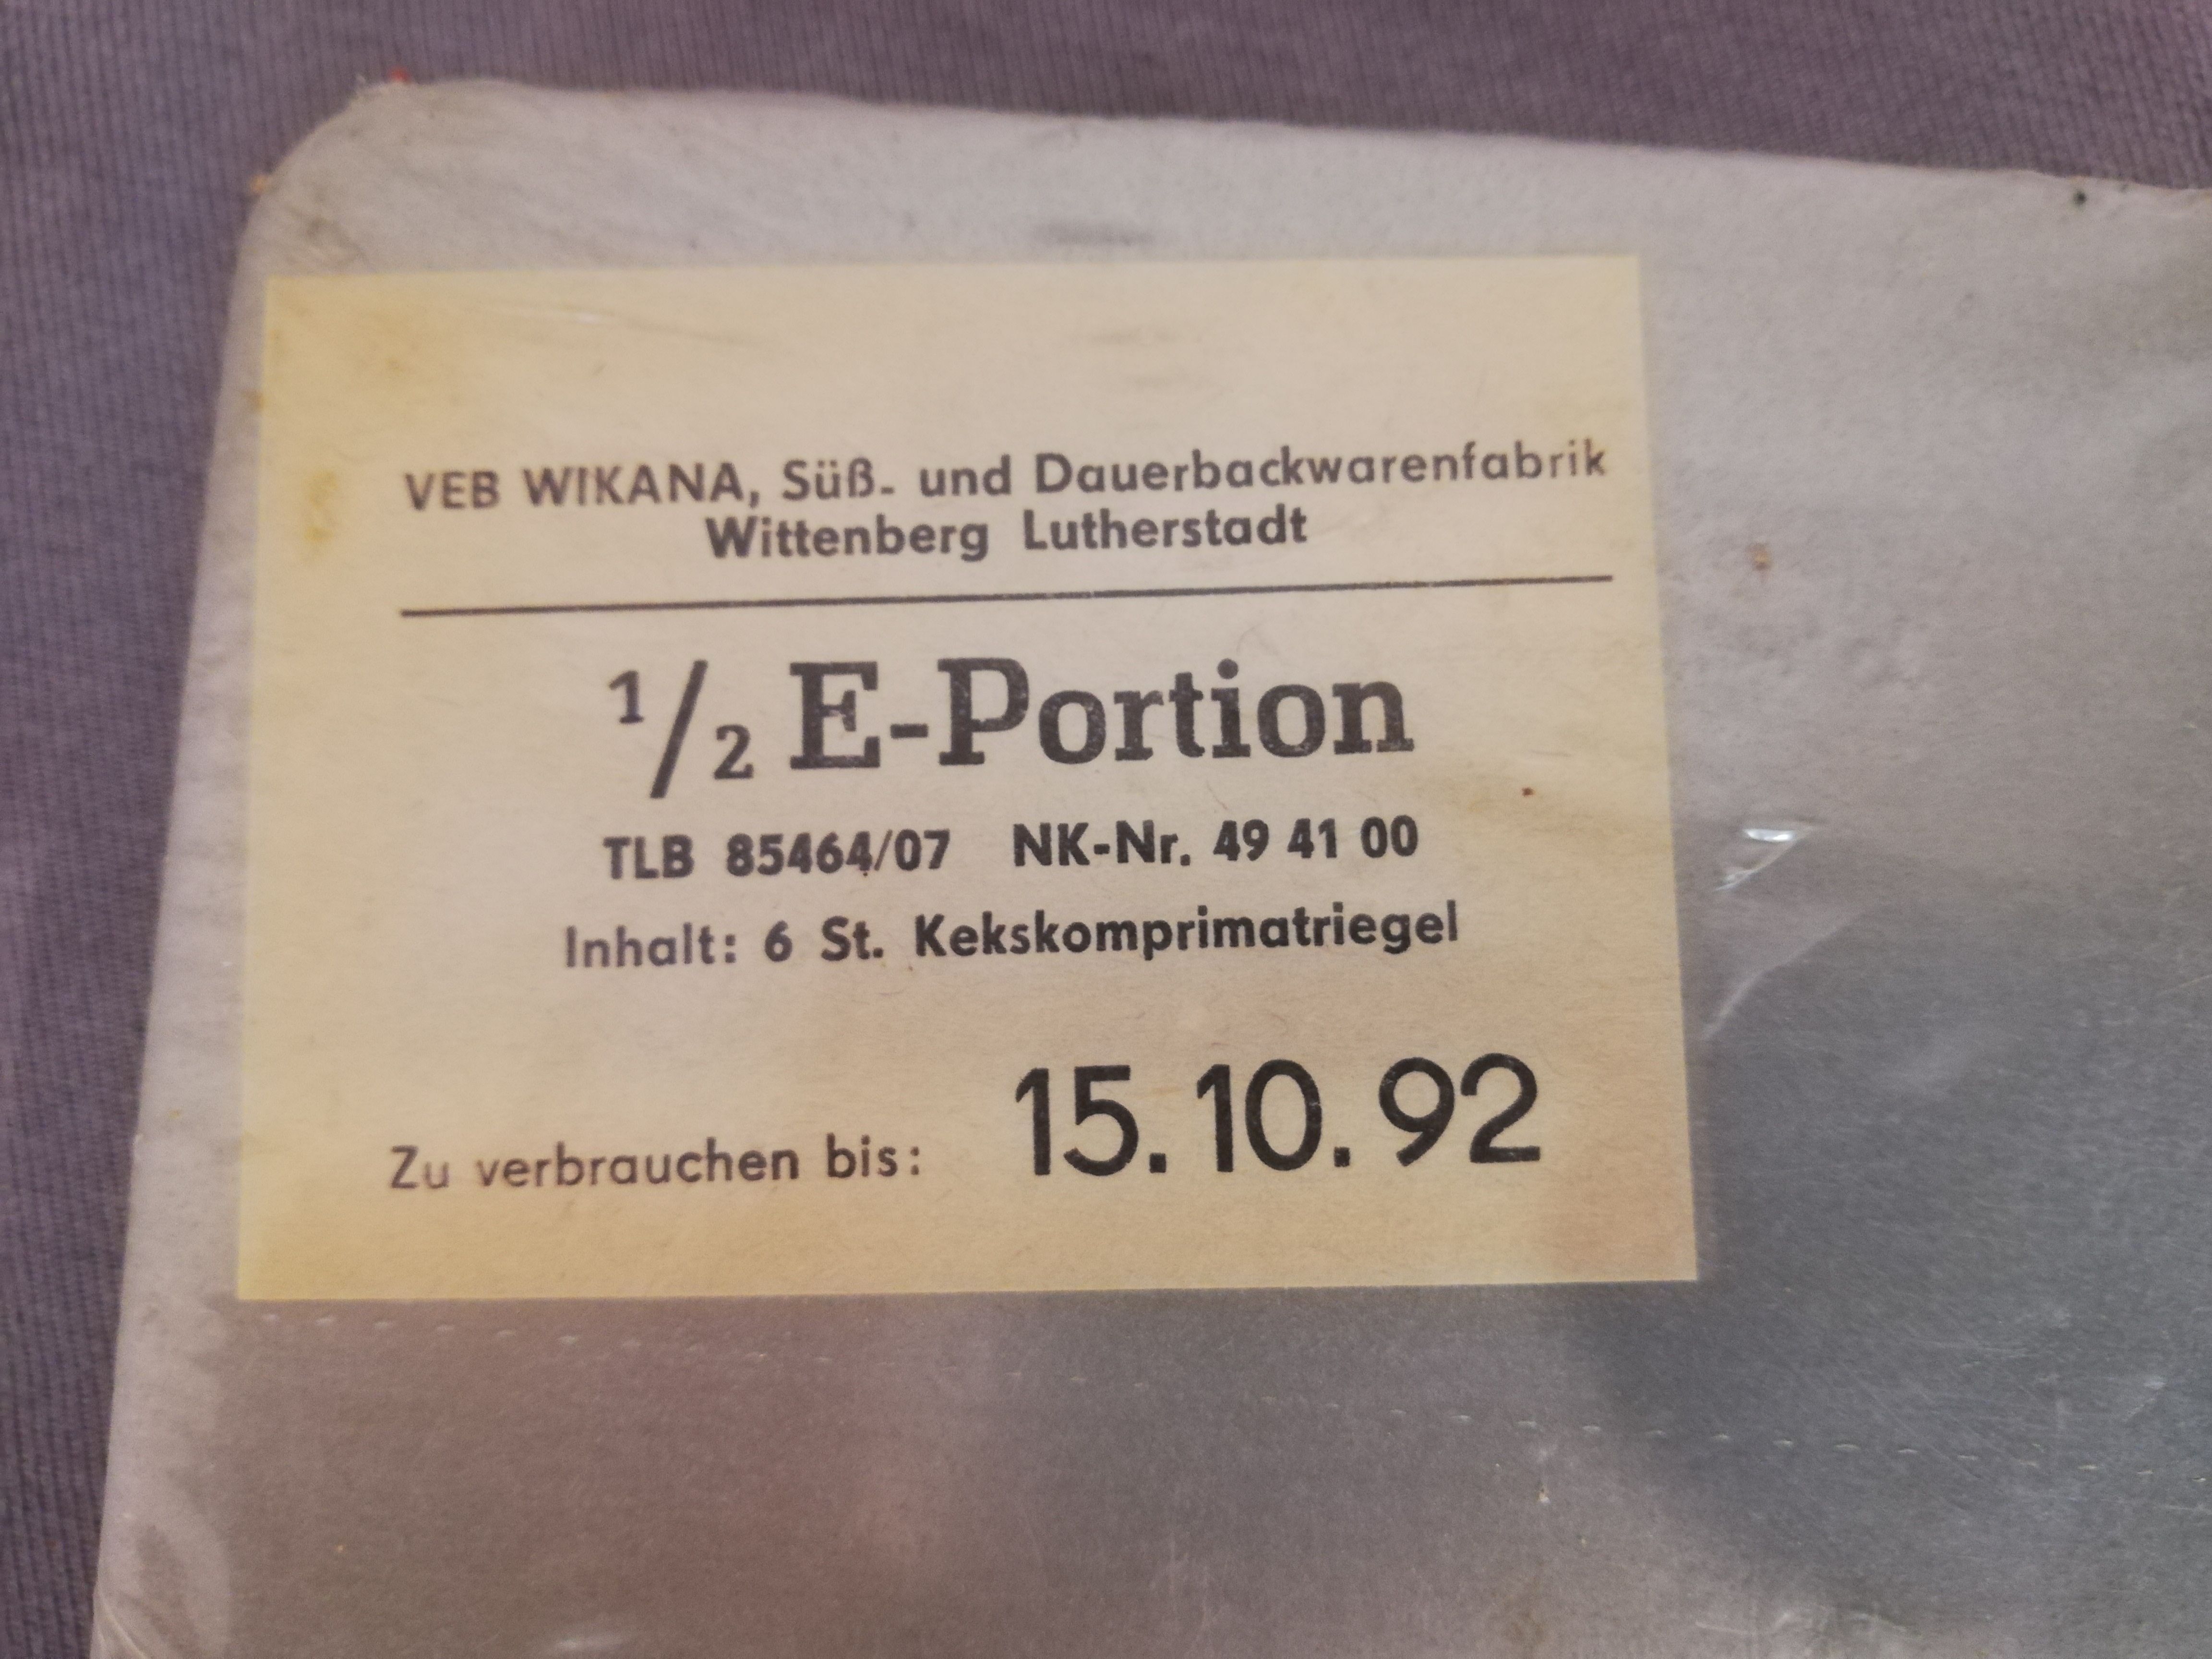 VEB WIKANA, Süß- und Dauerbackwarenfabrik
Wittenberg Lutherstadt
1/2 E-Portion
TLB 85464/07 NK-Nr. 49 41 00
Inhalt: 6 St. Kekskomprimatriegel
Zu verbrauchen bis: 15.10.92